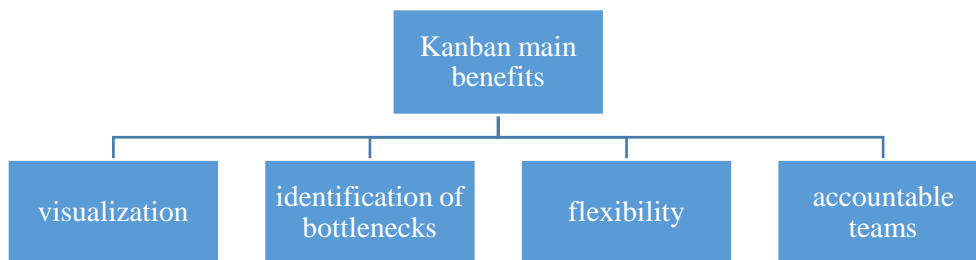 Kanban main
benefits
visualization
identification of
bottlenecks
flexibility
accountable
teams